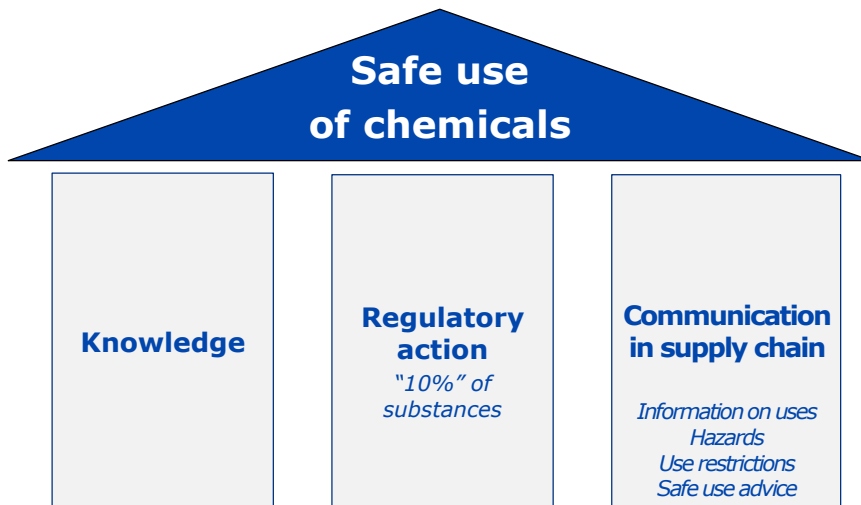 Safe use
of chemicals
Knowledge
Regulatory
action
“10%” of
substances
Communication
in supply chain
Information on uses
Hazards
Use restrictions
Safe use advice